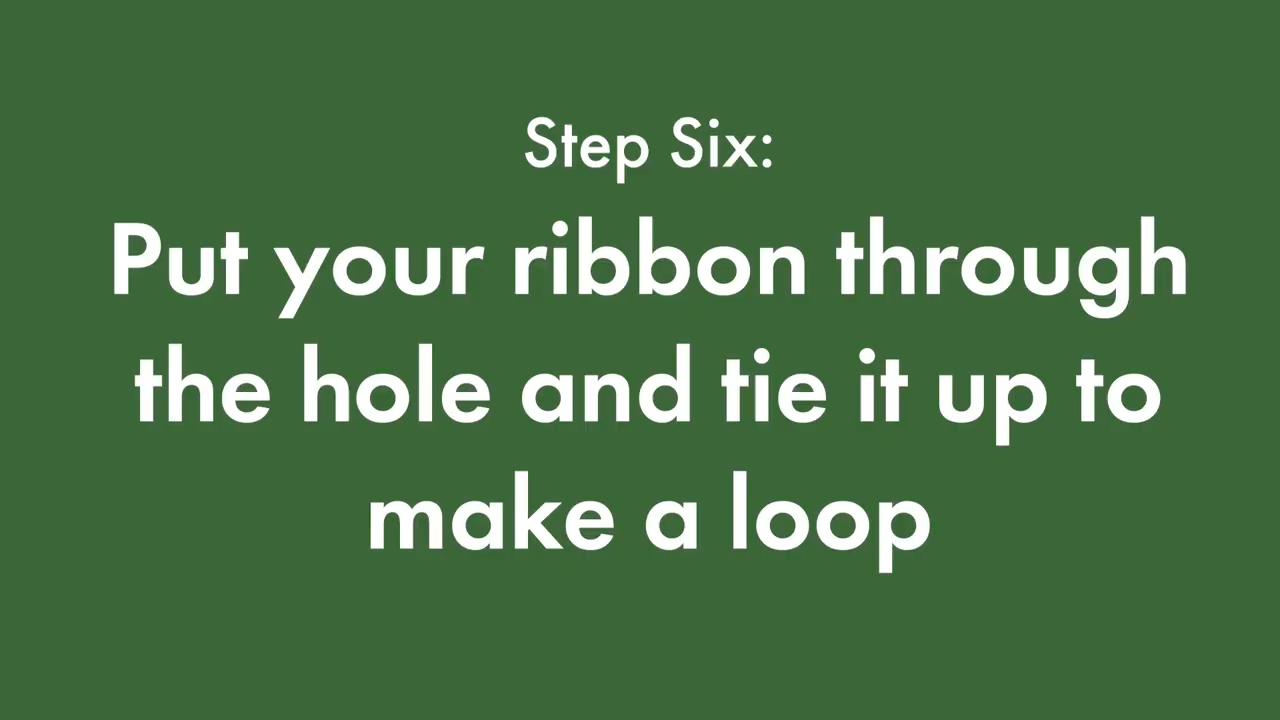 Step Six:
Put your ribbon through
the hole and tie it up to
make a loop